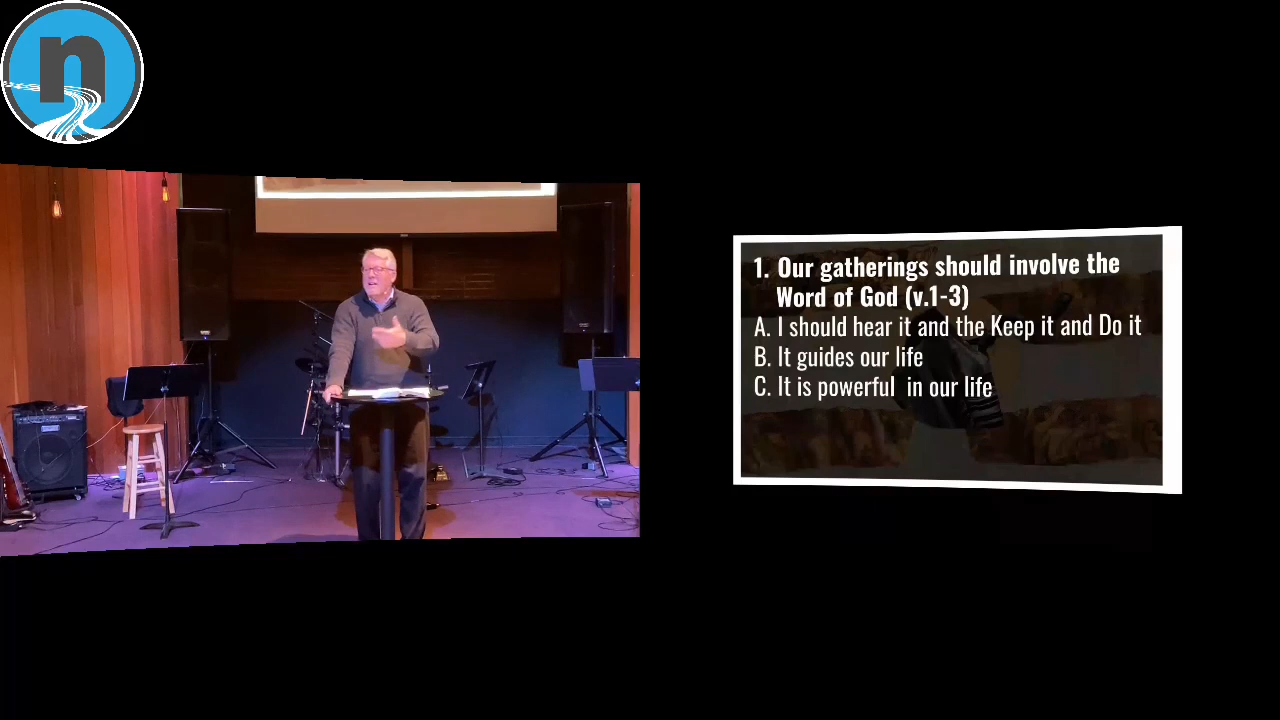 n
1. Our gatherings should involve the
Word of God (v.1-3)
A. I should hear it and the Keep it and Do it
B. It guides our life
C. It is powerful  in our life